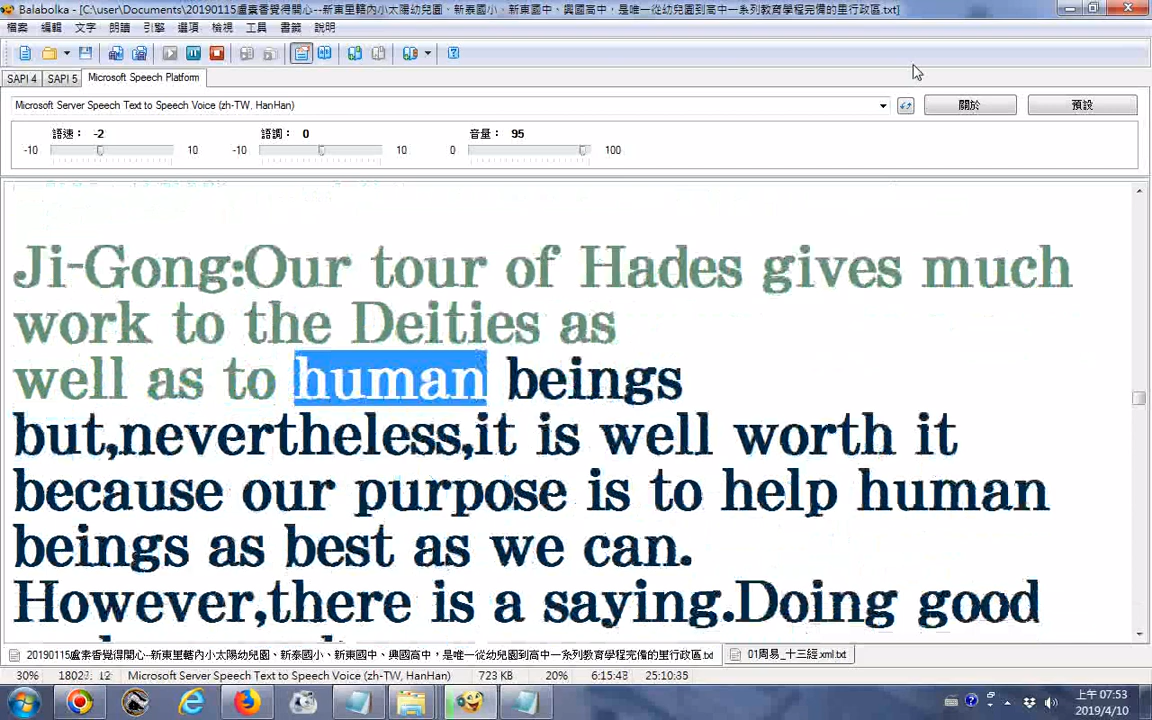 Balabolka - [C:\user\Documents\20190115盧素香覺得開心--新東里轄內小太陽幼兒園、新泰國小、新東國中、興國高中，是唯一從幼兒園到高中一系列教育學程完備的里行政區.txt]
檔案 編輯 文字 朗讀 引擎 選項 檢視 工具 書籤 說明
SAPI 4 SAPI 5 Microsoft Speech Platform
Microsoft Server Speech Text to Speech Voice (zh-TW, HanHan) 關於 預設
語速： -2 語調： 0 音量： 95
-10 10 -10 10 0 100
Ji-Gong:Our tour of Hades gives much
work to the Deities as
well as to human beings
but,nevertheless,it is well worth it
because our purpose is to help human
beings as best as we can.
However,there is a saying.Doing good
20190115盧素香覺得開心--新東里轄內小太陽幼兒園、新泰國小、新東國中、興國高中，是唯一從幼兒園到高中一系列教育學程完備的里行政區.txt 01周易_十三經.xml.txt
30% Microsoft Server Speech Text to Speech Voice (zh-TW, HanHan) 723 KB 20% 6:15:43 25:10:35
上午 07:53
2019/4/10